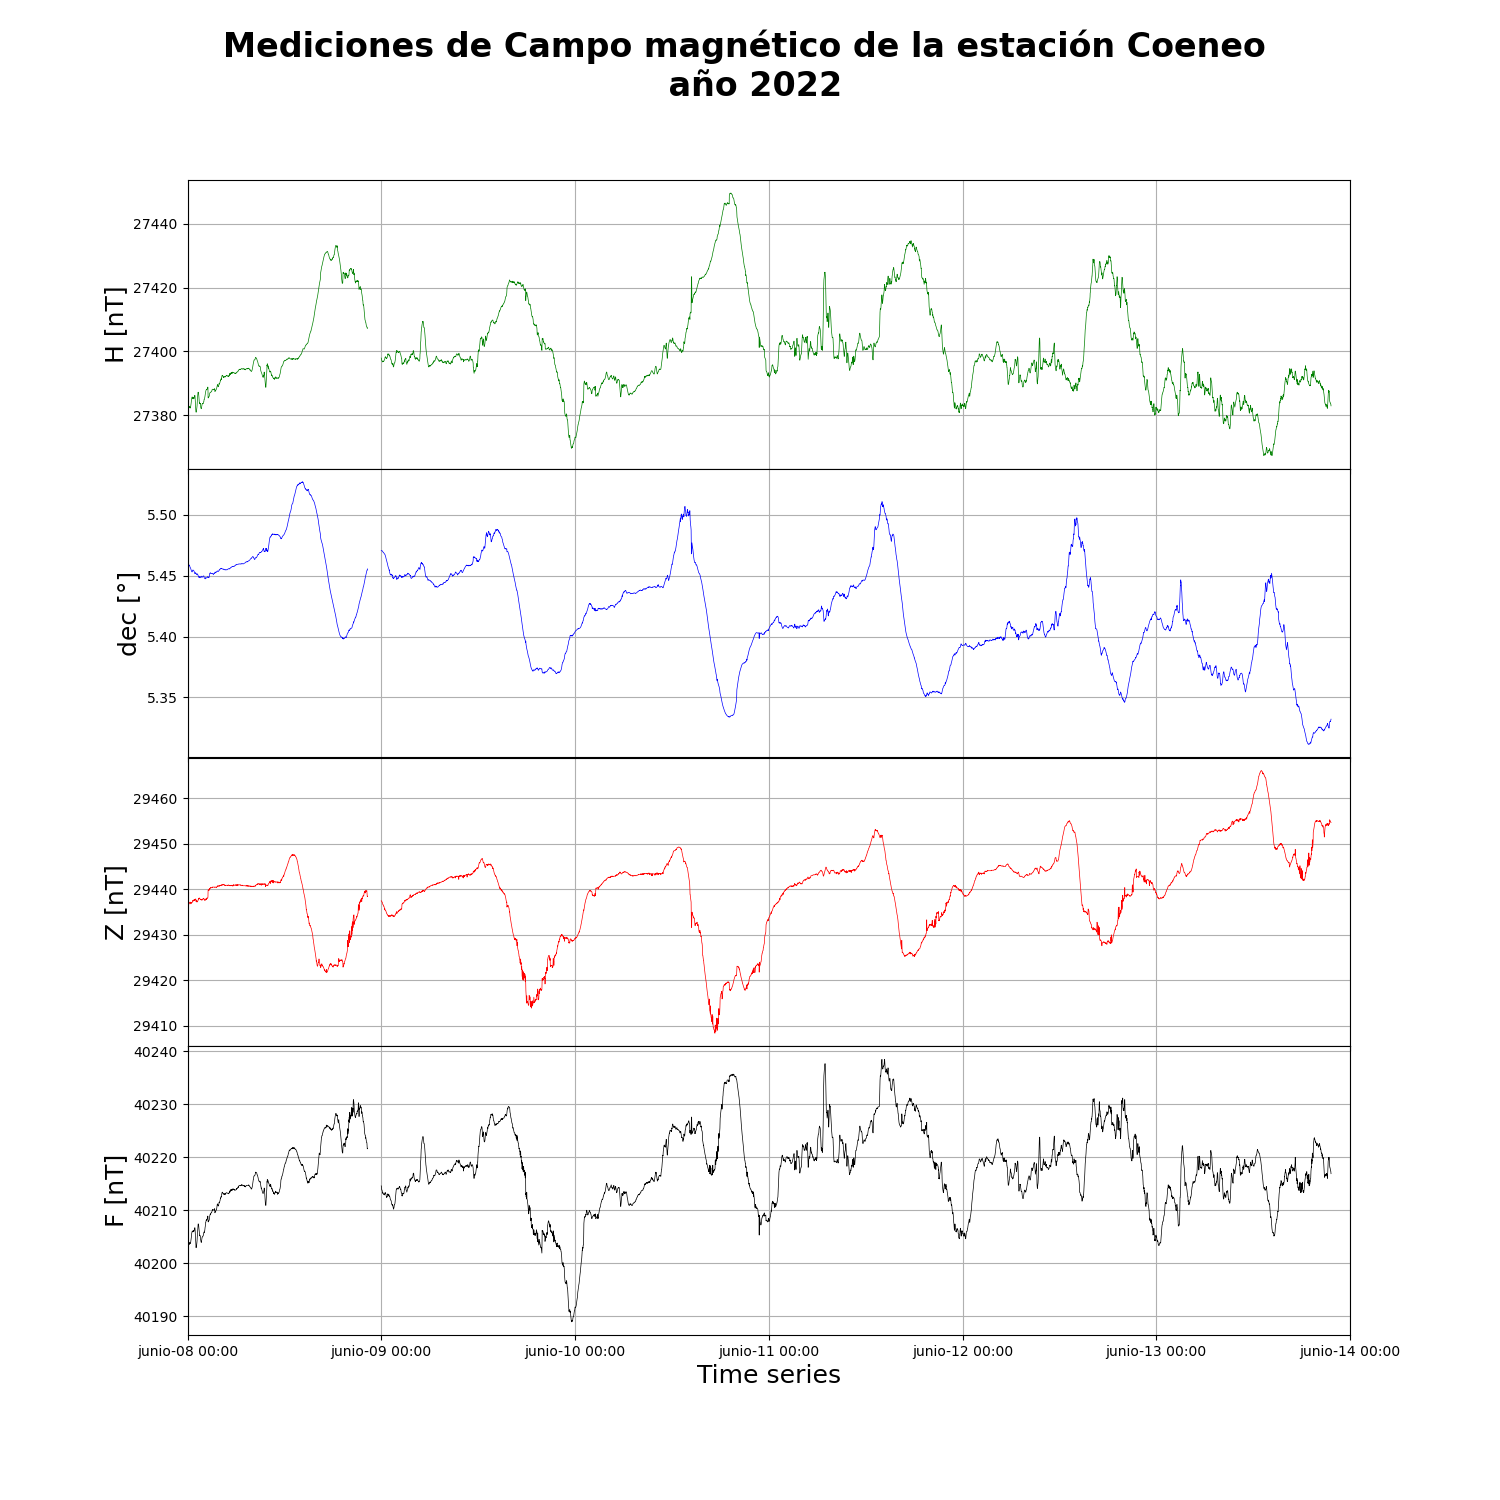 Mediciones de Campo magnético de la estación Coeneo
año 2022
H [nT]
27440
27420
27400
27380
dec [°]
5.50
5.45
5.40
5.35
Z [nT]
29460
29450
29440
29430
29420
29410
F [nT]
40240
40230
40220
40210
40200
40190
junio-08 00:00 junio-09 00:00 junio-10 00:00 junio-11 00:00 junio-12 00:00 junio-13 00:00 junio-14 00:00
Time series